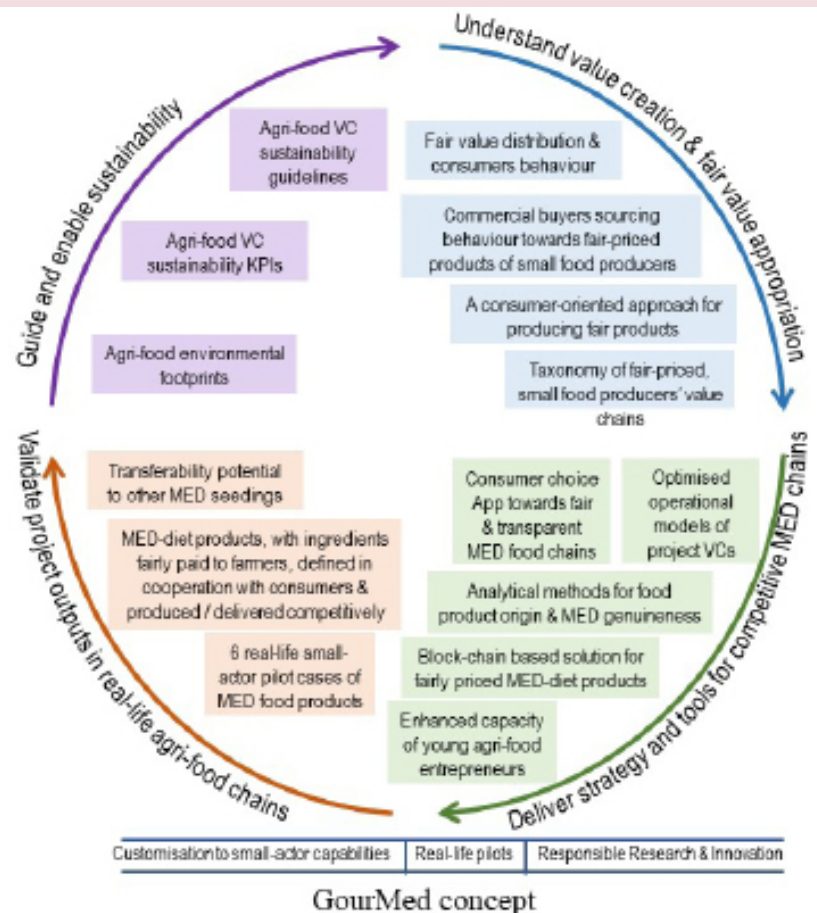 Understand value creation & fair value appropriation
Fair value distribution &
consumers behaviour
Commercial buyers sourcing
behaviour towards fair-priced
products of small food producers
A consumer-oriented approach for
producing fair products
Taxonomy of fair-priced,
small food producers' value
chains
Deliver strategy and tools for competitive MED chains
Consumer choice
App towards fair
& transparent
MED food chains
Optimised
operational
models of
project VCs
Analytical methods for food
product origin & MED genuineness
Block-chain based solution for
fairly priced MED-diet products
Enhanced capacity
of young agri-food
entrepreneurs
Validate project outputs in real-life agri-food chains
Transferability potential
to other MED seedings
MED-diet products, with ingredients
fairly paid to farmers, defined in
cooperation with consumers &
produced / delivered competitively
6 real-life small-
actor pilot cases of
MED food products
Guide and enable sustainability
Agri-food VC
sustainability
guidelines
Agri-food VC
sustainability KPIs
Agri-food environmental
footprints
Customisation to small-actor capabilities
Real-life pilots
Responsible Research & Innovation
GourMed concept